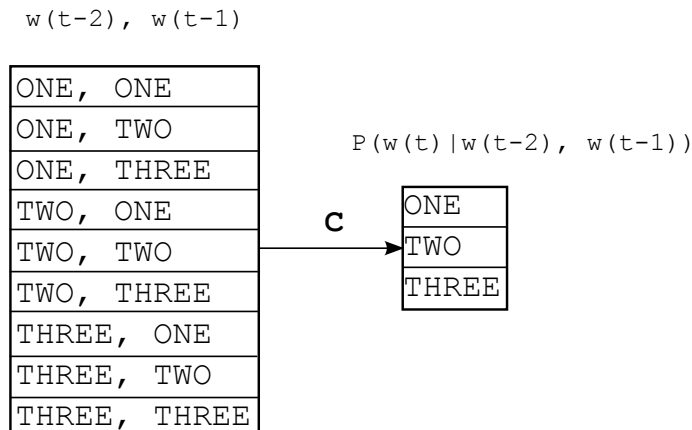 w(t-2), w(t-1)
ONE, ONE
ONE, TWO
ONE, THREE
TWO, ONE
TWO, TWO
TWO, THREE
THREE, ONE
THREE, TWO
THREE, THREE
C
P(w(t)|w(t-2), w(t-1))
ONE
TWO
THREE